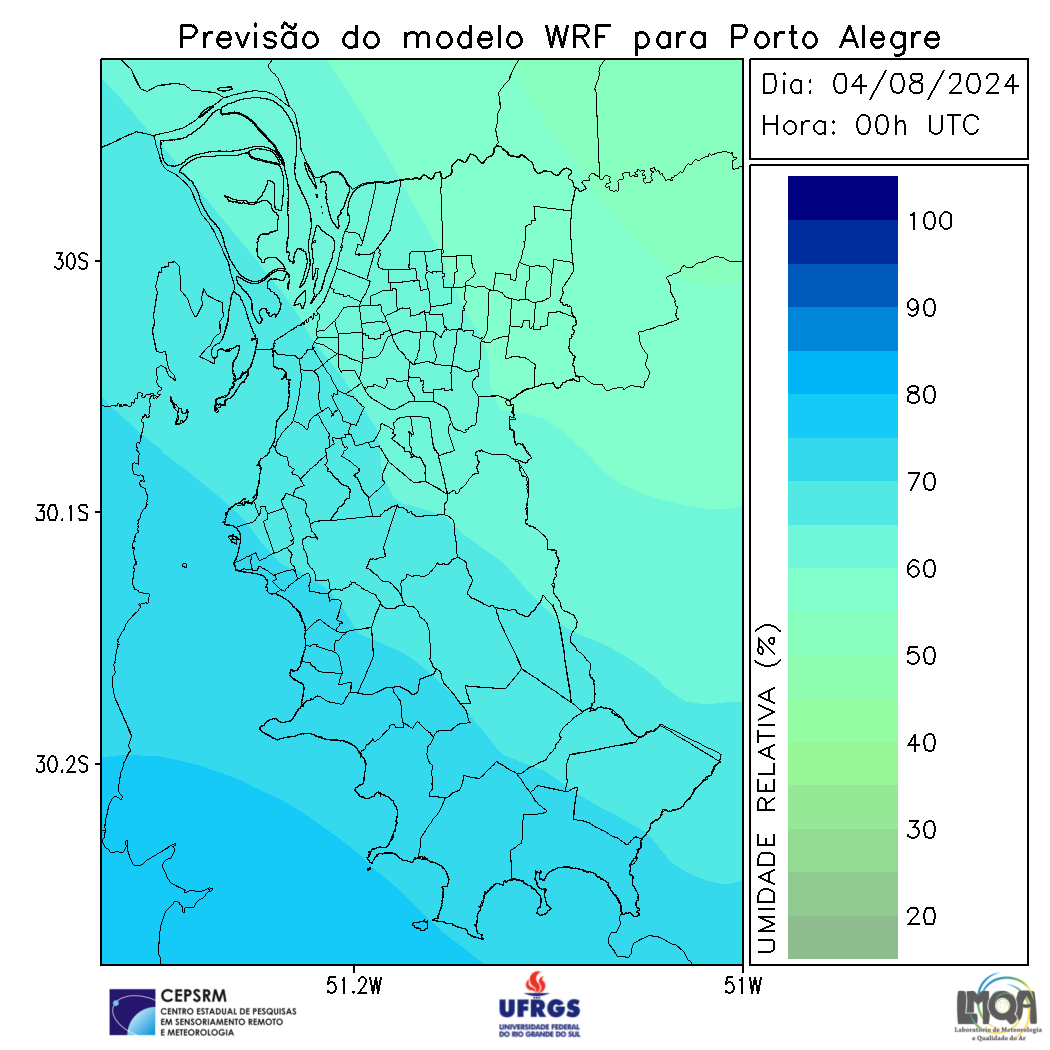 Previsão do modelo WRF para Porto Alegre
Dia: 04/08/2024
Hora: 00h UTC
30S
30.1S
30.2S
51.2W
51W
UMIDADE RELATIVA (%)
100
90
80
70
60
50
40
30
20
CEPSRM
CENTRO ESTADUAL DE PESQUISAS
EM SENSORIAMENTO REMOTO
E METEOROLOGIA
UFRGS
UNIVERSIDADE FEDERAL
DO RIO GRANDE DO SUL
LMQA
Laboratório de Meteorologia
e Qualidade do Ar